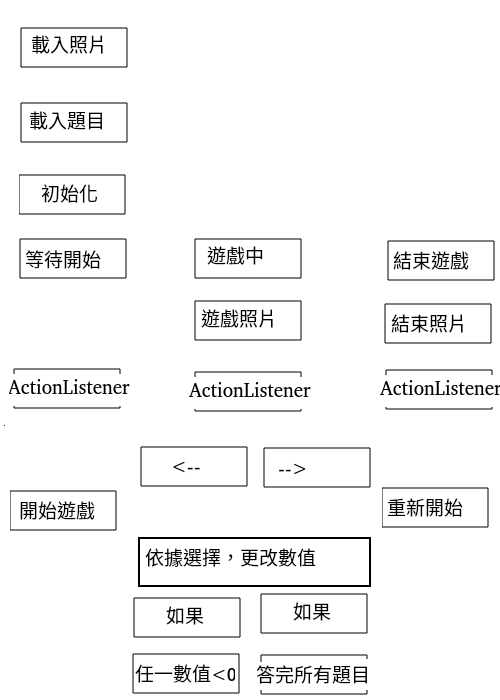 載入照片
載入題目
初始化
等待開始
遊戲中
結束遊戲
遊戲照片
結束照片
ActionListener
ActionListener
ActionListener
<--
-->
開始遊戲
重新開始
依據選擇，更改數值
如果
如果
任一數值<0
答完所有題目